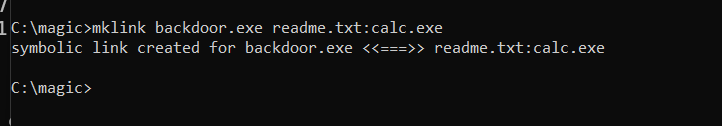 C:\magic>mklink backdoor.exe readme.txt:calc.exe
symbolic link created for backdoor.exe <<===>> readme.txt:calc.exe
C:\magic>